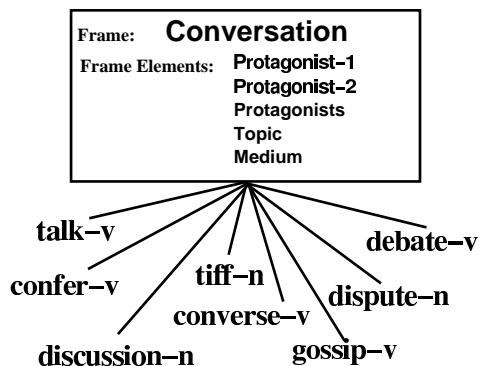 Frame: Conversation
Frame Elements: Protagonist–1
Protagonist–2
Protagonists
Topic
Medium
talk–v
debate–v
confer–v
tiff–n
dispute–n
converse–v
discussion–n
gossip–v